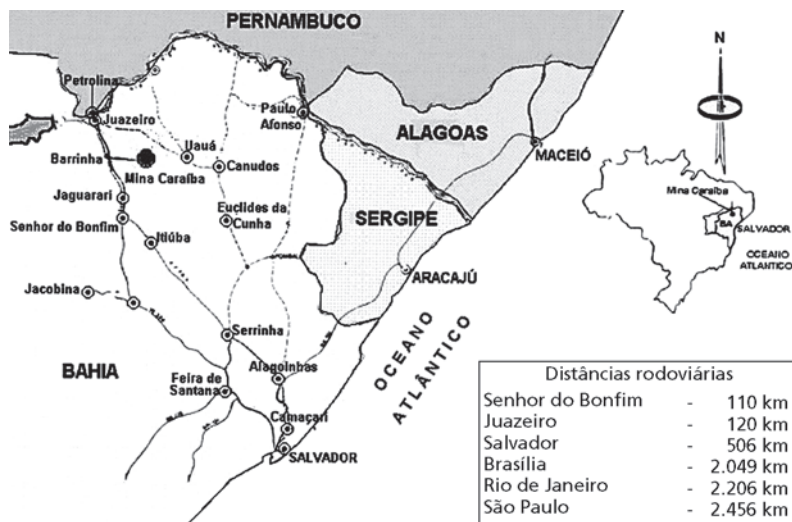 PERNAMBUCO
Petrolina
Juazeiro
Paulo
Afonso
ALAGOAS
MACEIÓ
Uauá
Barrinha
Mina Caraíba
Canudos
Jaguarari
Euclides da
Cunha
SERGIPE
Senhor do Bonfim
Itiúba
ARACAJÚ
Jacobina
Serrinha
BAHIA
Alagoinhas
Feira de
Santana
Camaçari
SALVADOR
OCEANO
ATLÂNTICO
N
Mina Caraíba
BA
SALVADOR
OCEANO
ATLANTICO
Distâncias rodoviárias
Senhor do Bonfim - 110 km
Juazeiro - 120 km
Salvador - 506 km
Brasília - 2.049 km
Rio de Janeiro - 2.206 km
São Paulo - 2.456 km